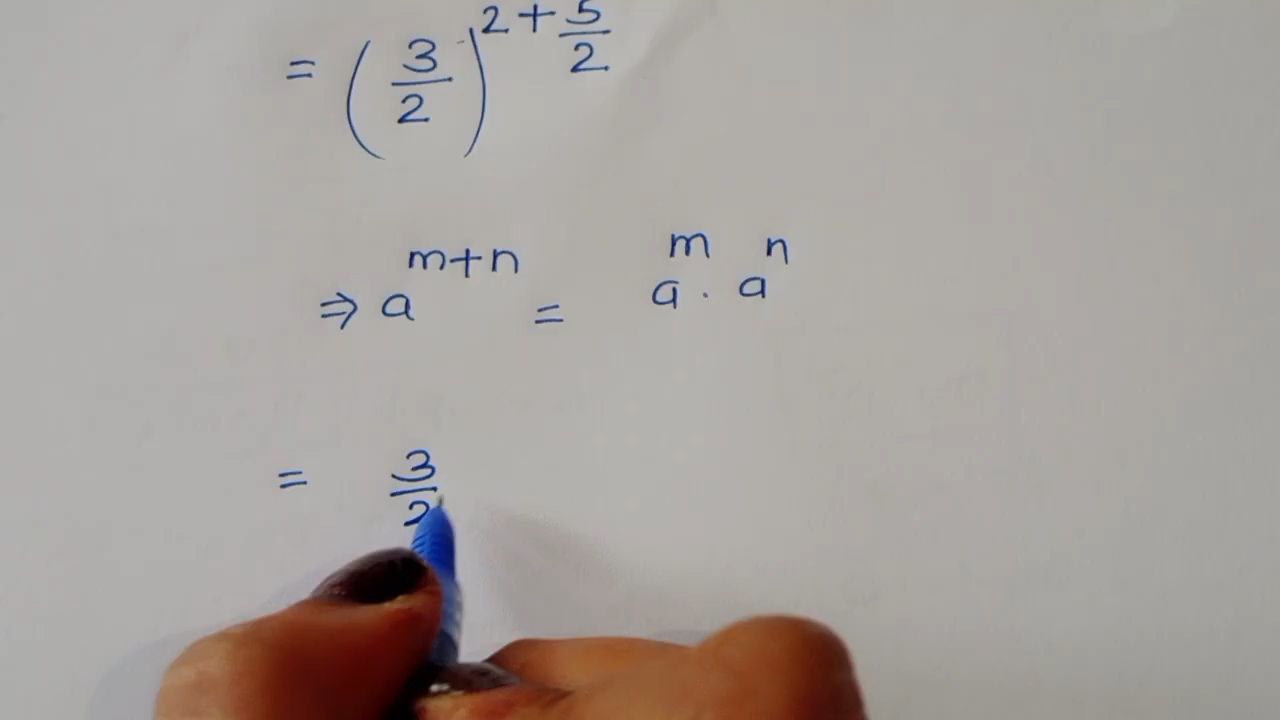 = (3/2)^(2+5/2)
⇒ a^(m+n) = a^m . a^n
= 3/2